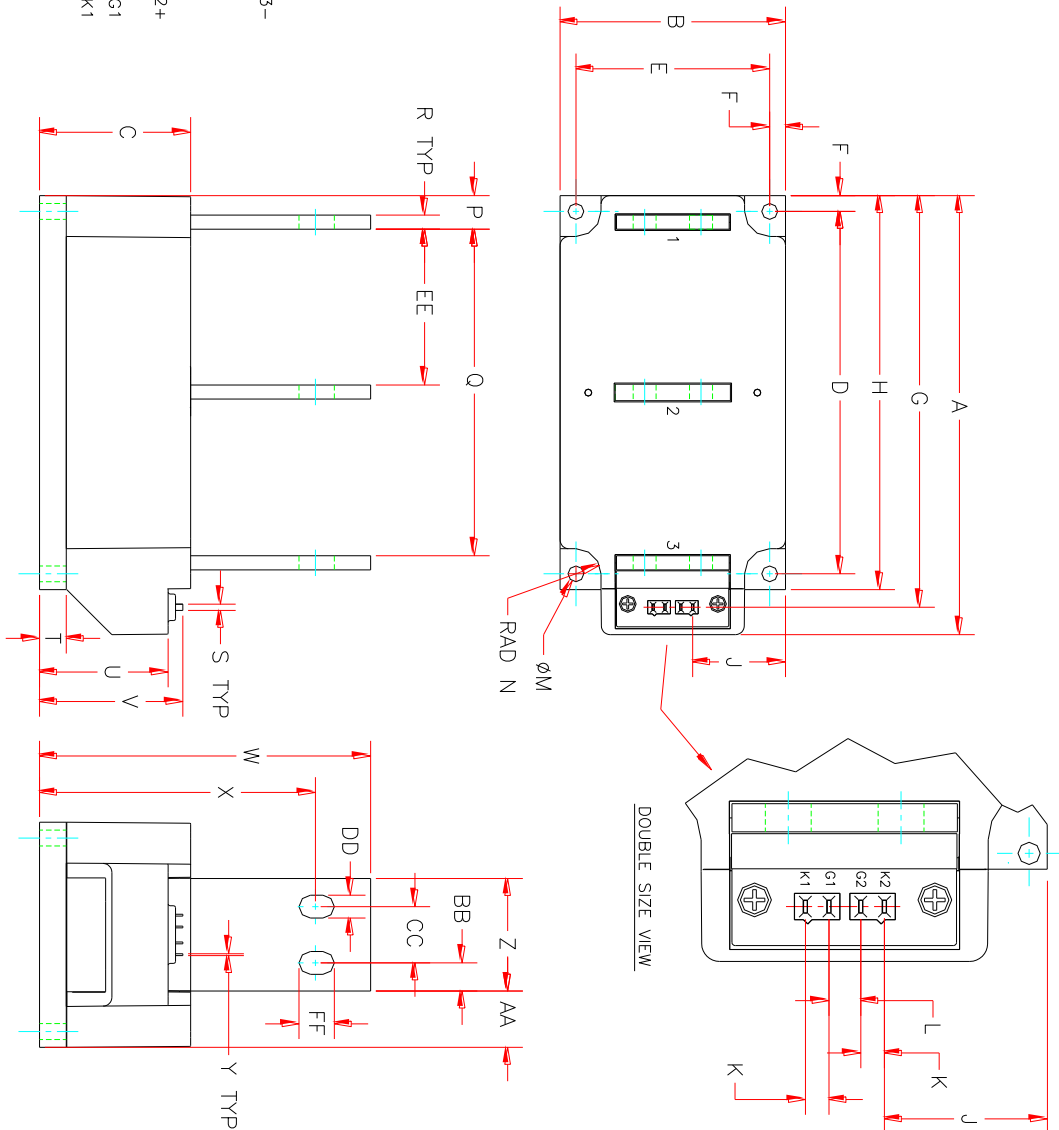 3-
2+
G1
K1
B
E
F
F
D
H
G
A
J
1
2
3
RAD N
ØM
C
R TYP
P
EE
Q
S TYP
T
U
V
DOUBLE SIZE VIEW
K1
G1
G2
K2
L
K
K
J
W
X
DD
CC
BB
Z
AA
FF
Y TYP